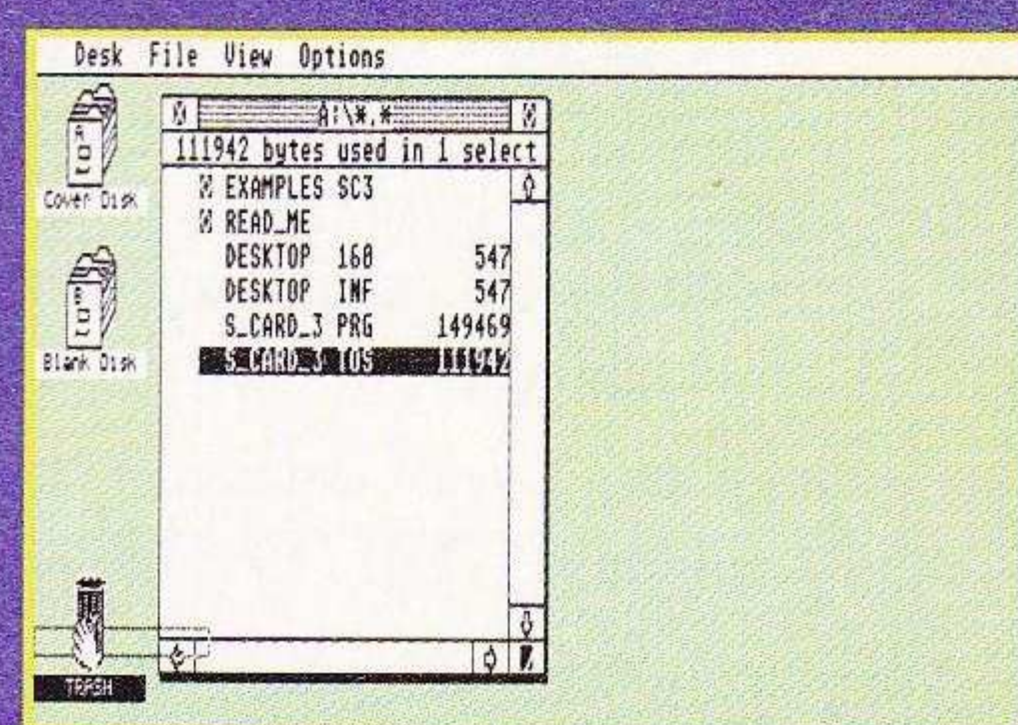 Desk File View Options
A:\*.*
111942 bytes used in 1 select
EXAMPLES SC3
READ_ME
DESKTOP 160 547
DESKTOP INF 547
S_CARD_3 PRG 149469
S_CARD_3 TOS 111942
A
Cover Disk
B
Blank Disk
TRASH